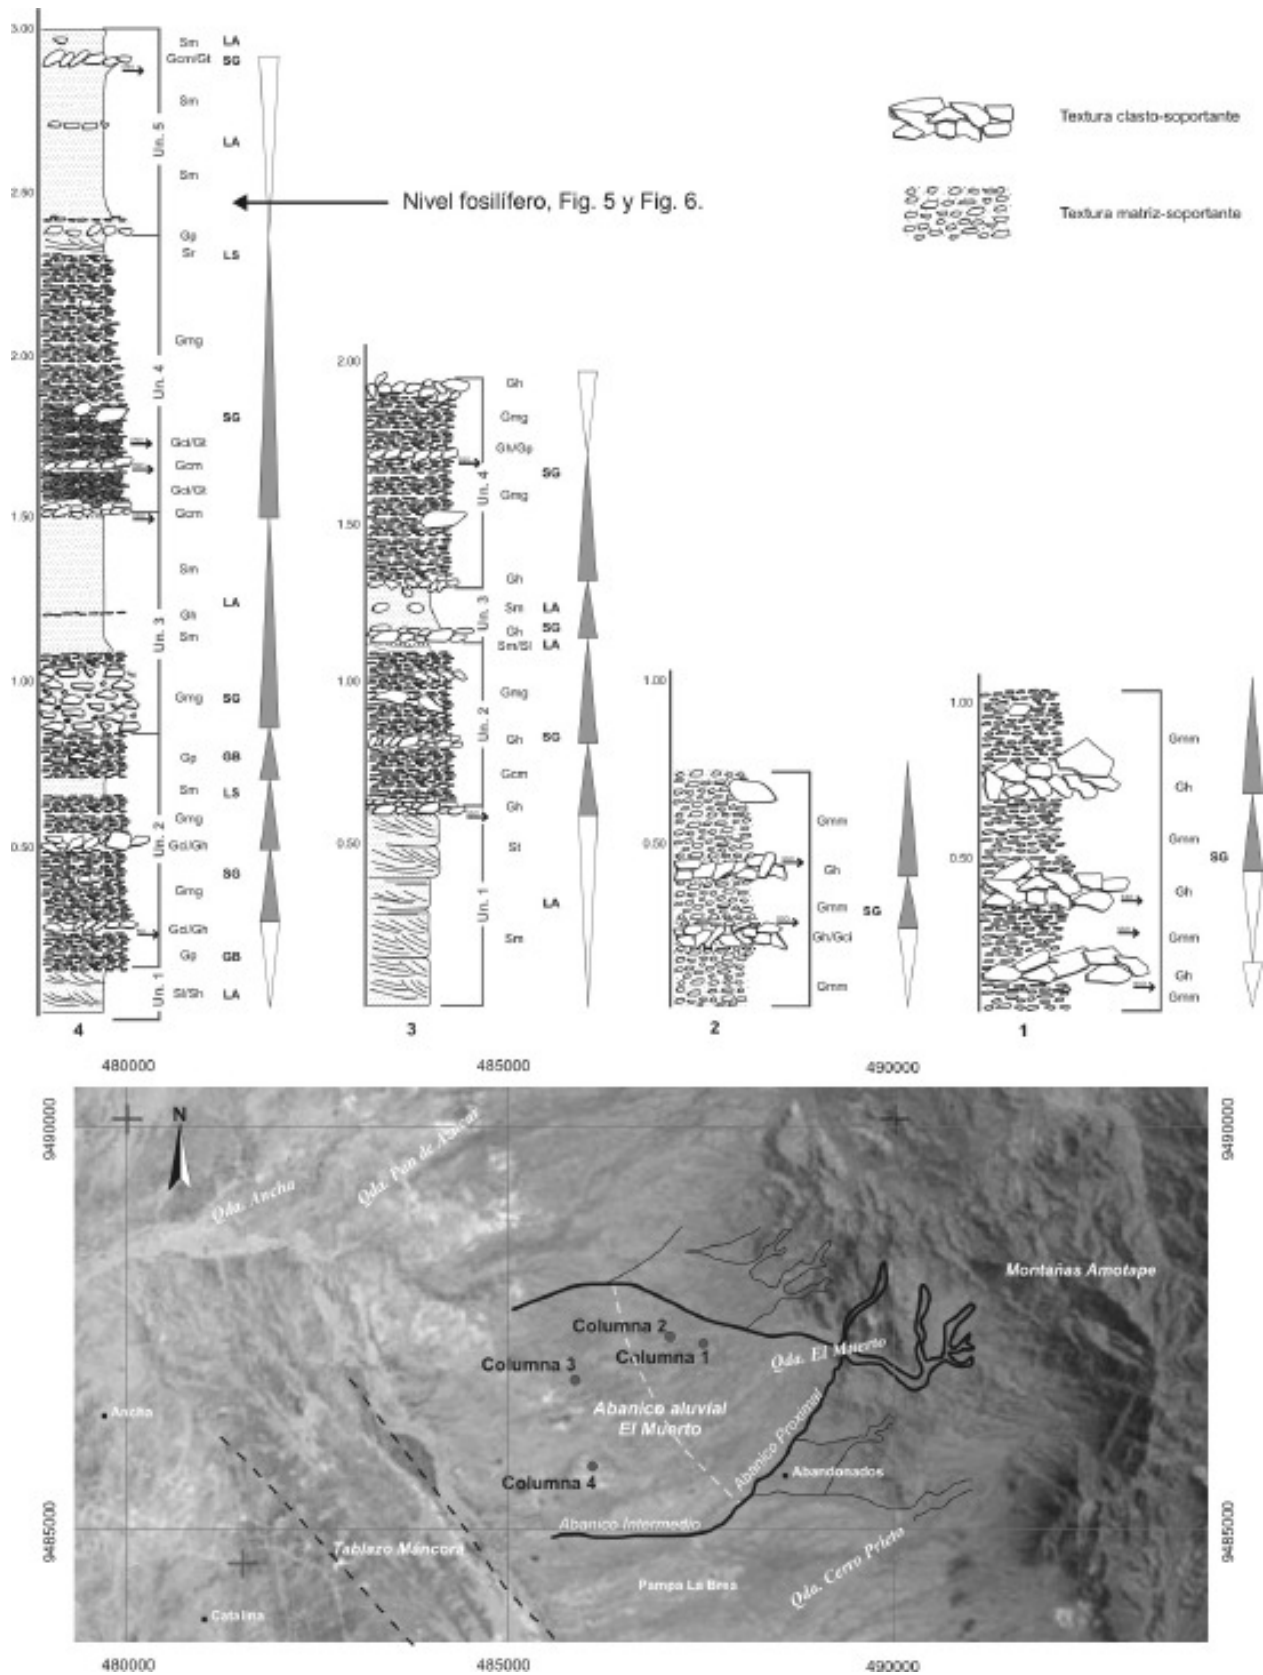 3.00
Sm LA
Gcm/Gt SG
Sm
Un. 5
LA
Sm
2.50
Nivel fosilífero, Fig. 5 y Fig. 6.
Gp
Sr LS
Gmg
2.00
Un. 4
SG
Gci/Gt
Gcm
Gci/Gt
1.50
Gcm
Sm
LA
Gh
Un. 3
Sm
1.00
Gmg SG
Gp GB
Sm LS
Gmg
Un. 2
0.50
Gci/Gh
SG
Gmg
Gci/Gh
Gp GB
Un. 1
Sl/Sh LA
4
2.00
Gh
Gmg
Gh/Gp
SG
Un. 4
Gmg
1.50
Gh
Un. 3
Sm LA
Gh SG
Sm/Sl LA
1.00
Gmg
Un. 2
Gh SG
Gcm
Gh
0.50
St
Un. 1
LA
Sm
3
1.00
Gmm
0.50
Gh
Gmm SG
Gh/Gci
Gmm
2
1.00
Gmm
Gh
Gmm
0.50
SG
Gh
Gmm
Gh
Gmm
1
Textura clasto-soportante
Textura matriz-soportante
480000 485000 490000
9490000 9490000
N
Qda. Ancha
Qda. Pan de Azúcar
Montañas Amotape
Columna 2
Columna 1
Qda. El Muerto
Columna 3
Abanico aluvial
El Muerto
Abanico Proximal
Ancha
Columna 4
Abandonados
Abanico Intermedio
9485000 9485000
Tablazo Máncora
Qda. Cerro Prieto
Pampa La Brea
Catalina
480000 485000 490000